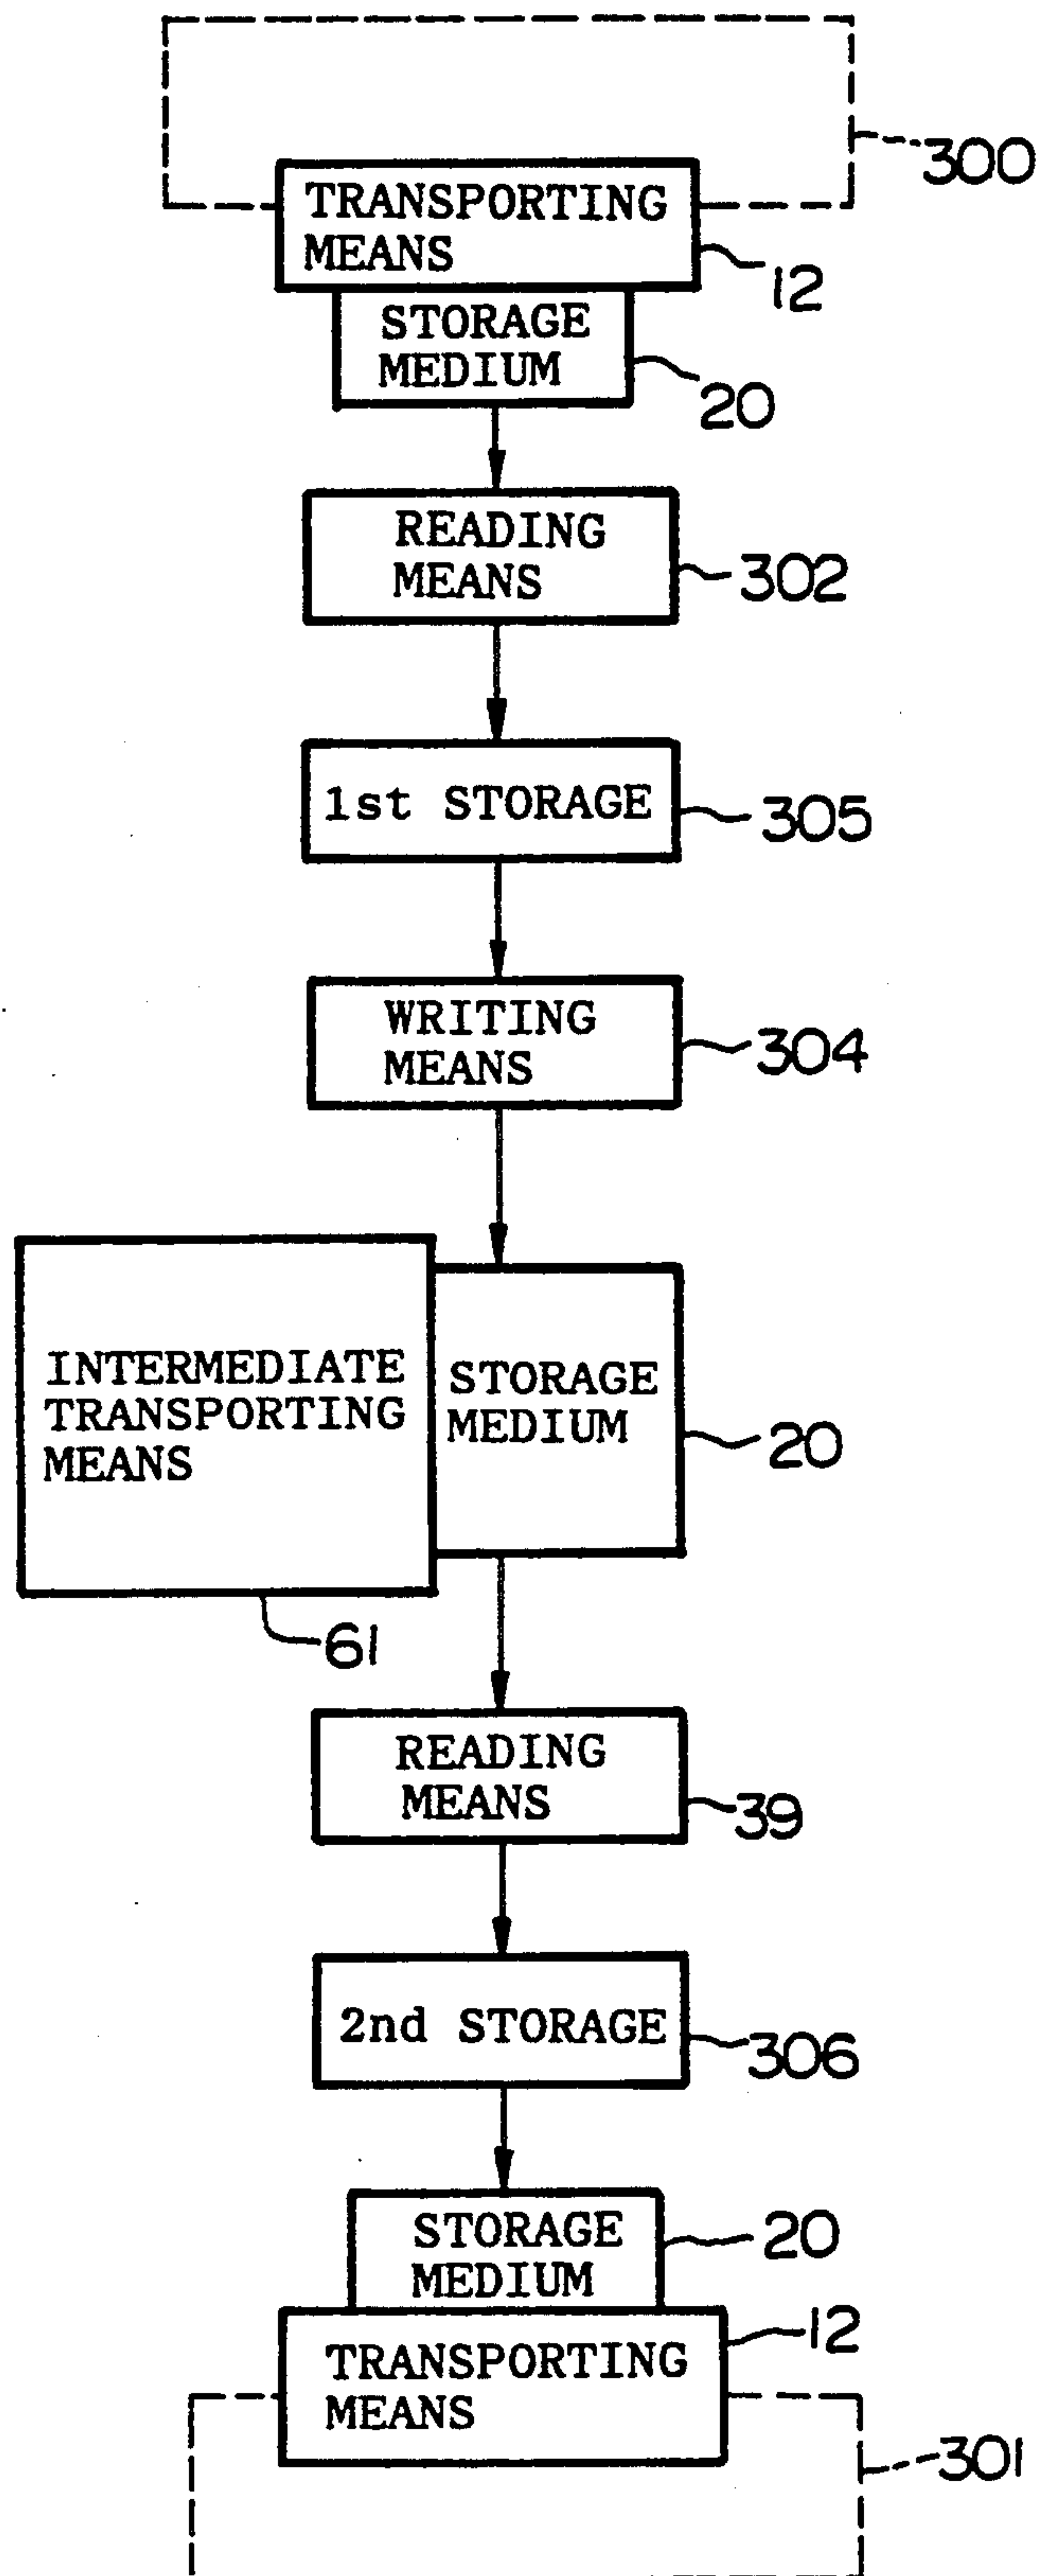 300
TRANSPORTING
MEANS
12
STORAGE
MEDIUM
20
READING
MEANS
302
1st STORAGE
305
WRITING
MEANS
304
INTERMEDIATE
TRANSPORTING
MEANS
STORAGE
MEDIUM
20
61
READING
MEANS
39
2nd STORAGE
306
STORAGE
MEDIUM
20
TRANSPORTING
MEANS
12
301